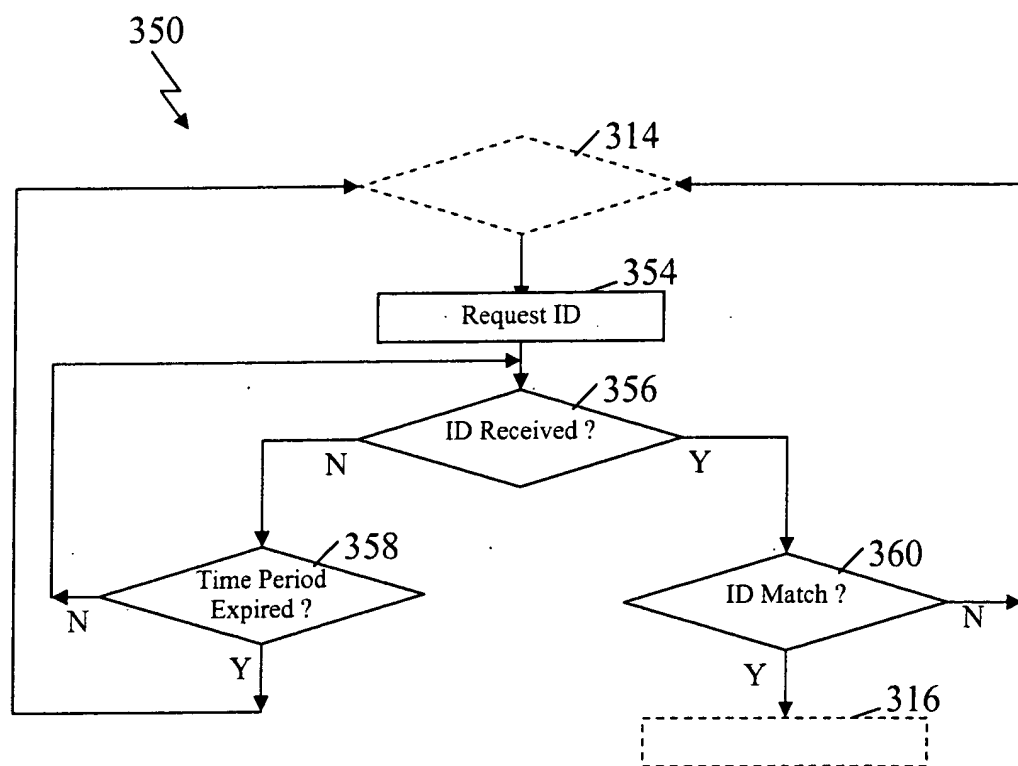 350
314
354
Request ID
356
ID Received ?
N
Y
358
Time Period
Expired ?
N
Y
360
ID Match ?
N
Y
316